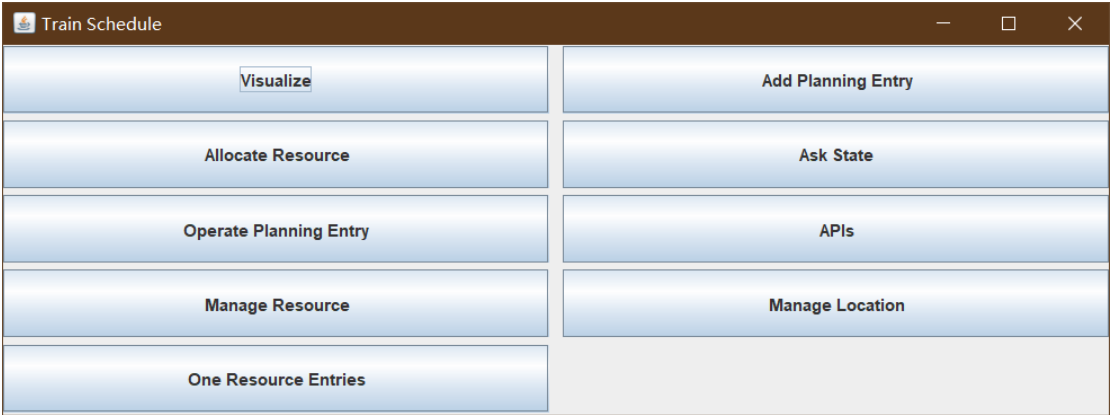 Train Schedule
Visualize
Add Planning Entry
Allocate Resource
Ask State
Operate Planning Entry
APIs
Manage Resource
Manage Location
One Resource Entries